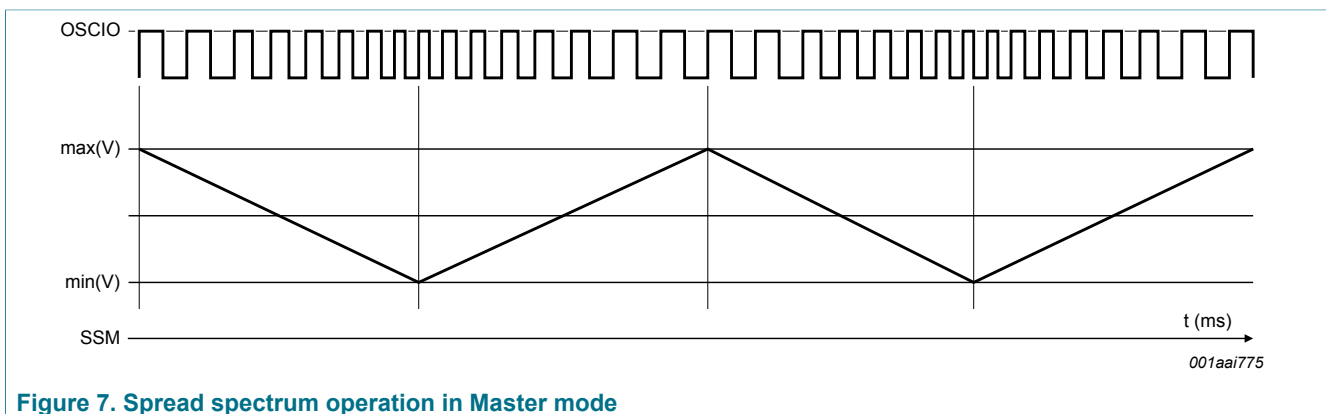 OSCIO
max(V)
min(V)
t (ms)
SSM
001aai775
Figure 7. Spread spectrum operation in Master mode